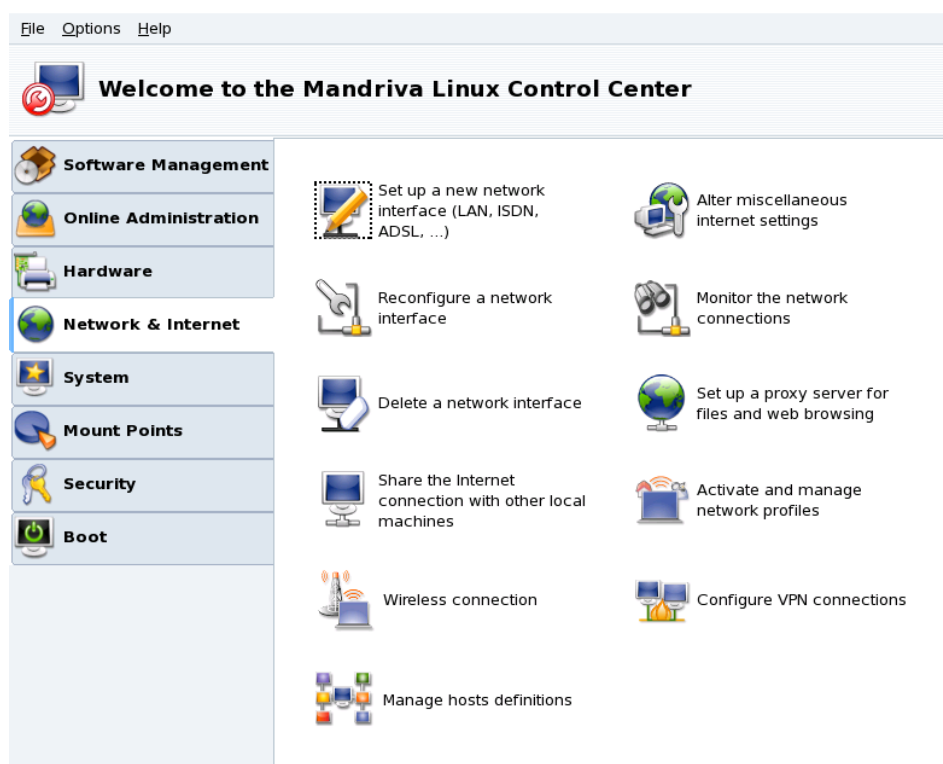 File Options Help
Welcome to the Mandriva Linux Control Center
Software Management
Online Administration
Hardware
Network & Internet
System
Mount Points
Security
Boot
Set up a new network
interface (LAN, ISDN,
ADSL, ...)
Alter miscellaneous
internet settings
Reconfigure a network
interface
Monitor the network
connections
Delete a network interface
Set up a proxy server for
files and web browsing
Share the Internet
connection with other local
machines
Activate and manage
network profiles
Wireless connection
Configure VPN connections
Manage hosts definitions